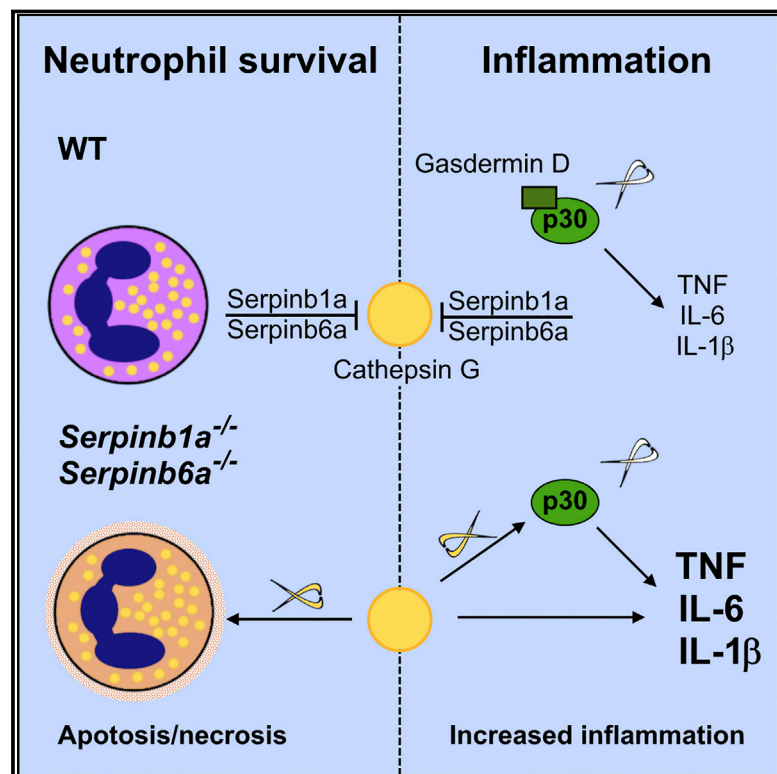 Neutrophil survival
Inflammation
WT
Gasdermin D
p30
TNF
IL-6
IL-1β
Serpinb1a
Serpinb6a
Serpinb1a
Serpinb6a
Cathepsin G
Serpinb1a-/-
Serpinb6a-/-
p30
TNF
IL-6
IL-1β
Apotosis/necrosis
Increased inflammation